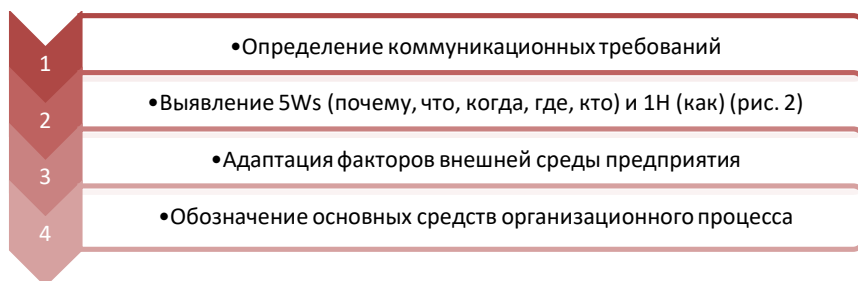 1
•Определение коммуникационных требований
2
•Выявление 5Ws (почему, что, когда, где, кто) и 1H (как) (рис. 2)
3
•Адаптация факторов внешней среды предприятия
4
•Обозначение основных средств организационного процесса